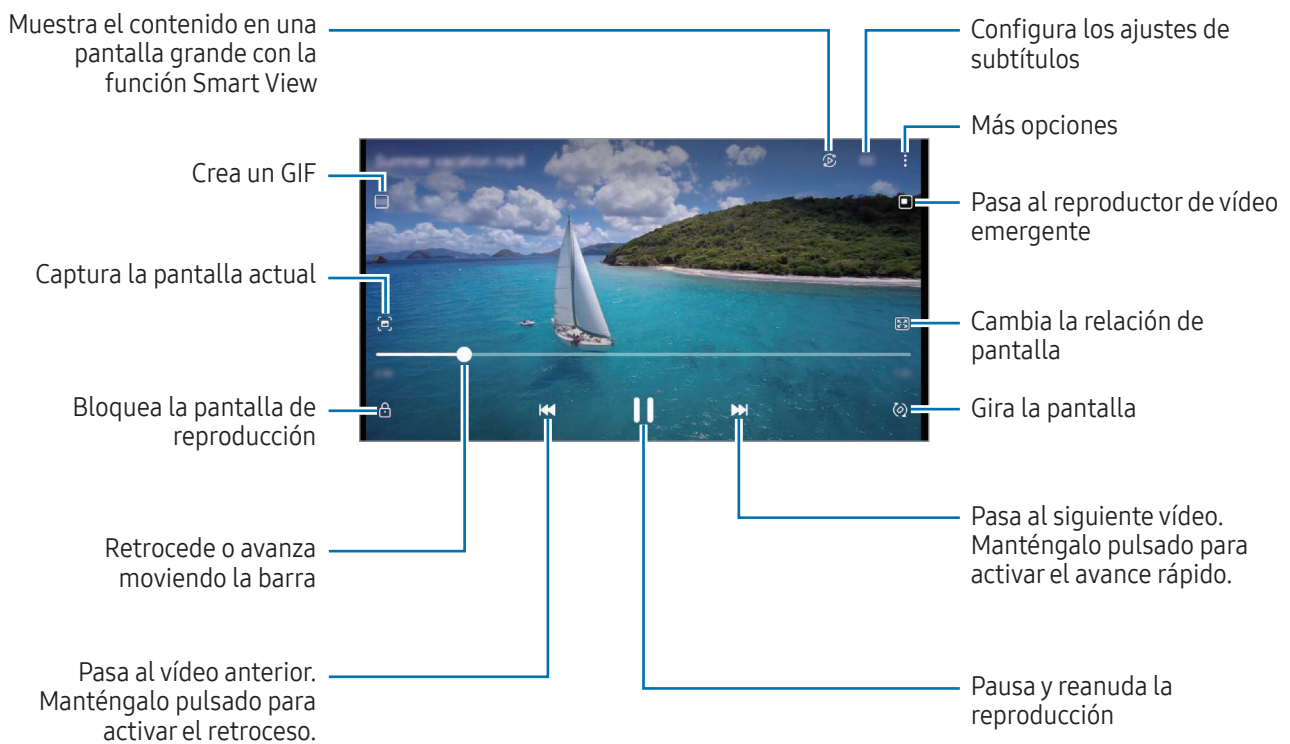 Muestra el contenido en una
pantalla grande con la
función Smart View
Configura los ajustes de
subtítulos
Más opciones
Crea un GIF
Pasa al reproductor de vídeo
emergente
Captura la pantalla actual
Cambia la relación de
pantalla
Bloquea la pantalla de
reproducción
Gira la pantalla
Retrocede o avanza
moviendo la barra
Pasa al siguiente vídeo.
Manténgalo pulsado para
activar el avance rápido.
Pasa al vídeo anterior.
Manténgalo pulsado para
activar el retroceso.
Pausa y reanuda la
reproducción